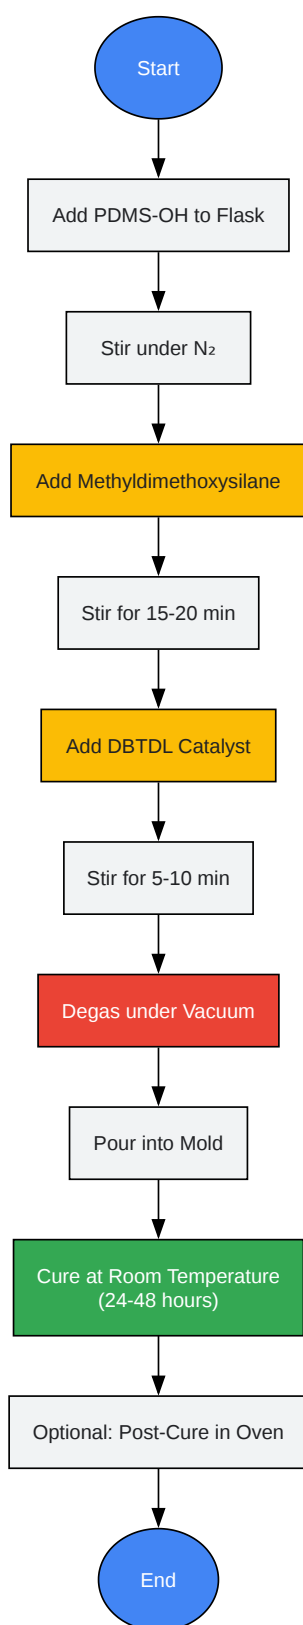 Start
Add PDMS-OH to Flask
Stir under N₂
Add Methyldimethoxysilane
Stir for 15-20 min
Add DBTDL Catalyst
Stir for 5-10 min
Degas under Vacuum
Pour into Mold
Cure at Room Temperature
(24-48 hours)
Optional: Post-Cure in Oven
End